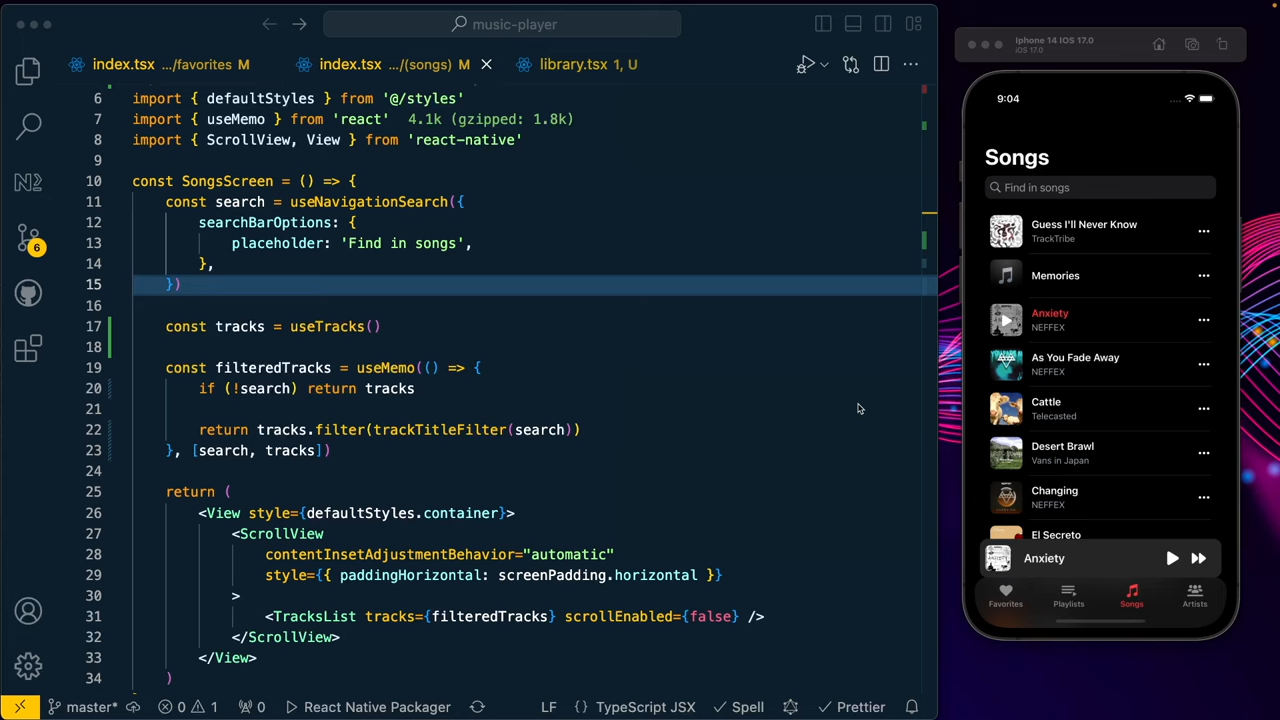 music-player
index.tsx .../favorites M
index.tsx .../(songs) M
library.tsx 1, U
6 import { defaultStyles } from '@/styles'
7 import { useMemo } from 'react' 4.1k (gzipped: 1.8k)
8 import { ScrollView, View } from 'react-native'
9
10 const SongsScreen = () => {
11 const search = useNavigationSearch({
12 searchBarOptions: {
13 placeholder: 'Find in songs',
14 },
15 })
16
17 const tracks = useTracks()
18
19 const filteredTracks = useMemo(() => {
20 if (!search) return tracks
21
22 return tracks.filter(trackTitleFilter(search))
23 }, [search, tracks])
24
25 return (
26 <View style={defaultStyles.container}>
27 <ScrollView
28 contentInsetAdjustmentBehavior="automatic"
29 style={{ paddingHorizontal: screenPadding.horizontal }}
30 >
31 <TracksList tracks={filteredTracks} scrollEnabled={false} />
32 </ScrollView>
33 </View>
34 )
6
master* 0 1 0 React Native Packager LF {} TypeScript JSX Spell Prettier
Iphone 14 IOS 17.0
iOS 17.0
9:04
Songs
Find in songs
Guess I'll Never Know
TrackTribe
Memories
Anxiety
NEFFEX
As You Fade Away
NEFFEX
Cattle
Telecasted
Desert Brawl
Vans in Japan
Changing
NEFFEX
El Secreto
Anxiety
Favorites Playlists Songs Artists